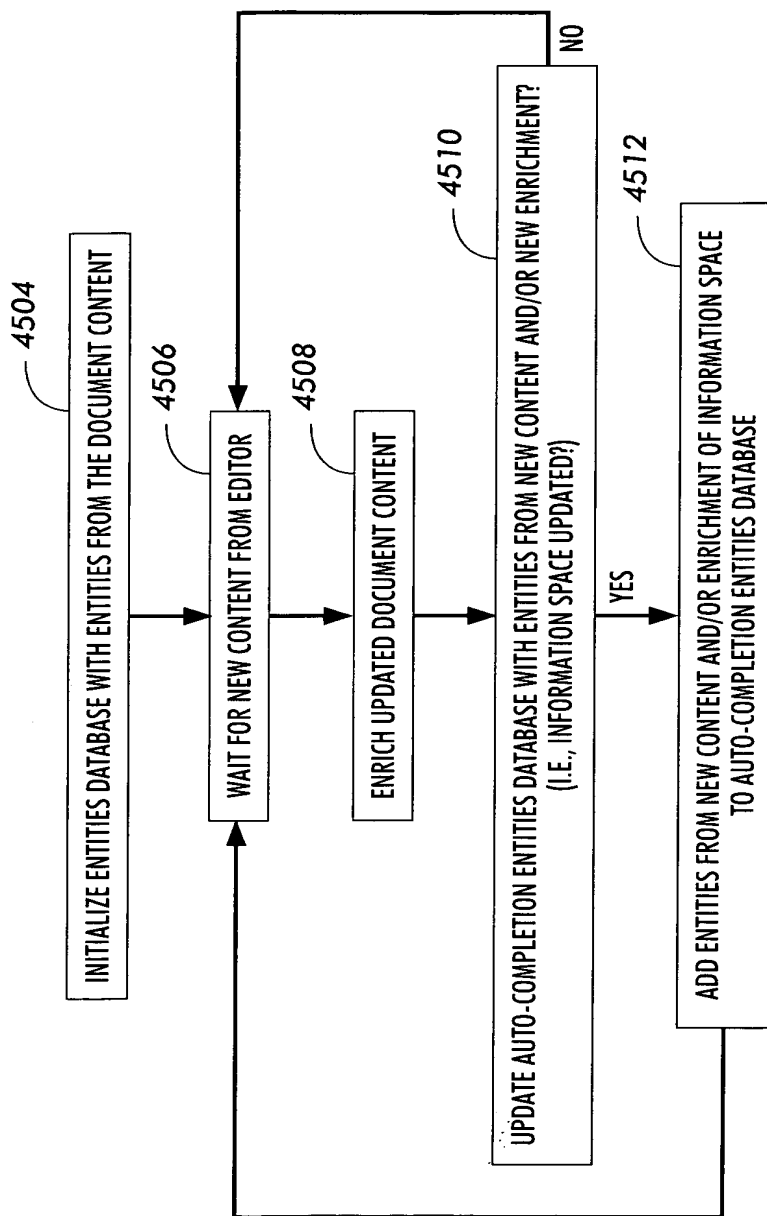 4504
INITIALIZE ENTITIES DATABASE WITH ENTITIES FROM THE DOCUMENT CONTENT
4506
WAIT FOR NEW CONTENT FROM EDITOR
4508
ENRICH UPDATED DOCUMENT CONTENT
4510
UPDATE AUTO-COMPLETION ENTITIES DATABASE WITH ENTITIES FROM NEW CONTENT AND/OR NEW ENRICHMENT?
(I.E., INFORMATION SPACE UPDATED?)
NO
YES
4512
ADD ENTITIES FROM NEW CONTENT AND/OR ENRICHMENT OF INFORMATION SPACE
TO AUTO-COMPLETION ENTITIES DATABASE